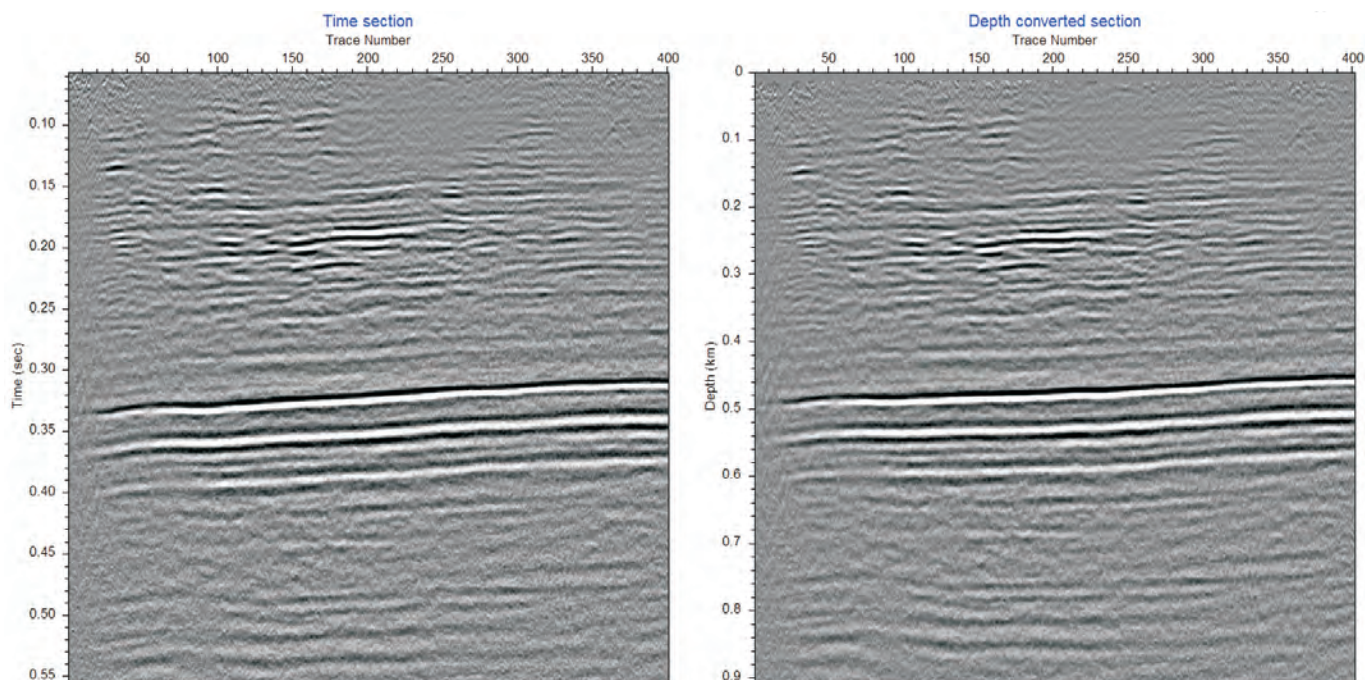 Time section
Trace Number
50 100 150 200 250 300 350 400
0.10
0.15
0.20
0.25
0.30
0.35
0.40
0.45
0.50
0.55
Time (sec)
Depth converted section
Trace Number
50 100 150 200 250 300 350 400
0
0.1
0.2
0.3
0.4
0.5
0.6
0.7
0.8
0.9
Depth (km)